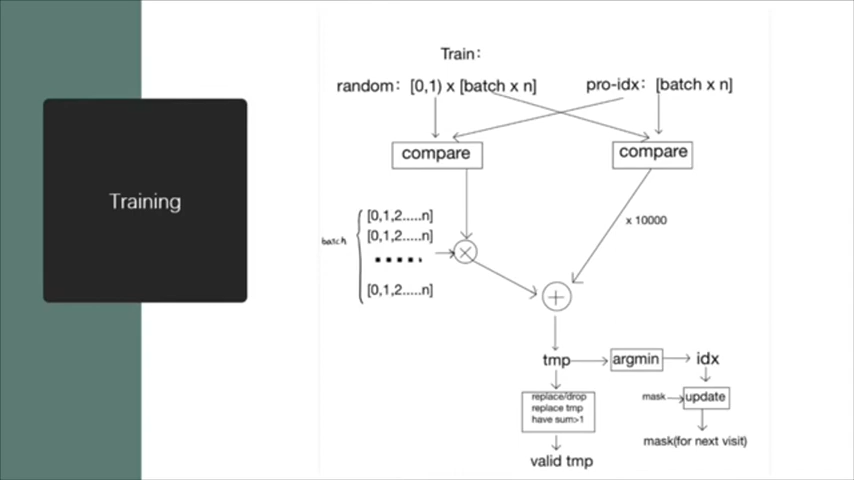 Training
Train:
random: [0,1) x [batch x n]
pro-idx: [batch x n]
compare
compare
x 10000
batch
[0,1,2.....n]
[0,1,2.....n]
[0,1,2.....n]
tmp
argmin
idx
replace/drop
replace tmp
have sum>1
mask
update
mask(for next visit)
valid tmp